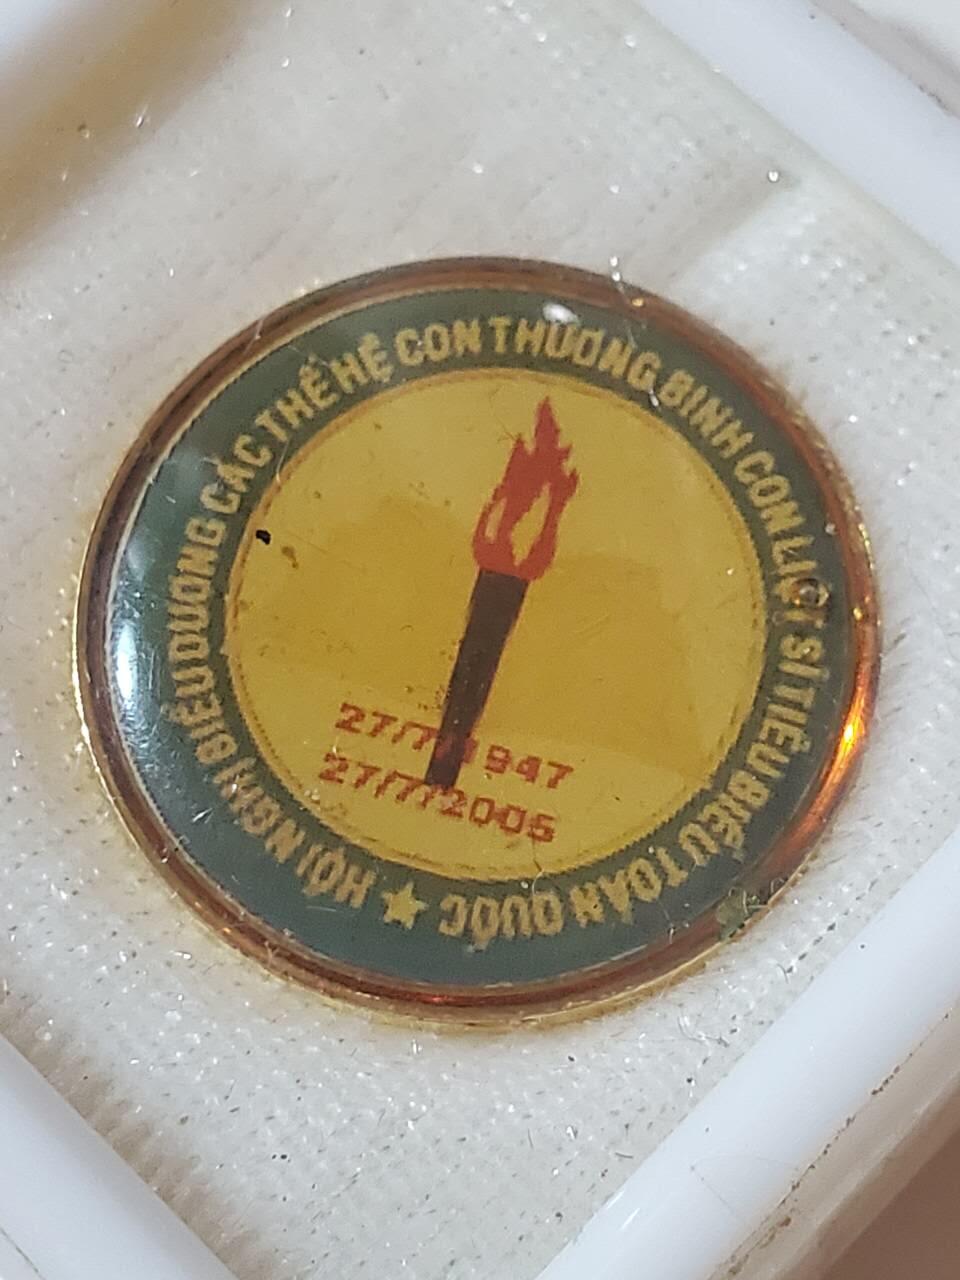 HỘI NGHỊ BIỂU DƯƠNG CÁC THẾ HỆ CON THƯƠNG BINH CON LIỆT SĨ TIÊU BIỂU TOÀN QUỐC
27/7/1947
27/7/2005